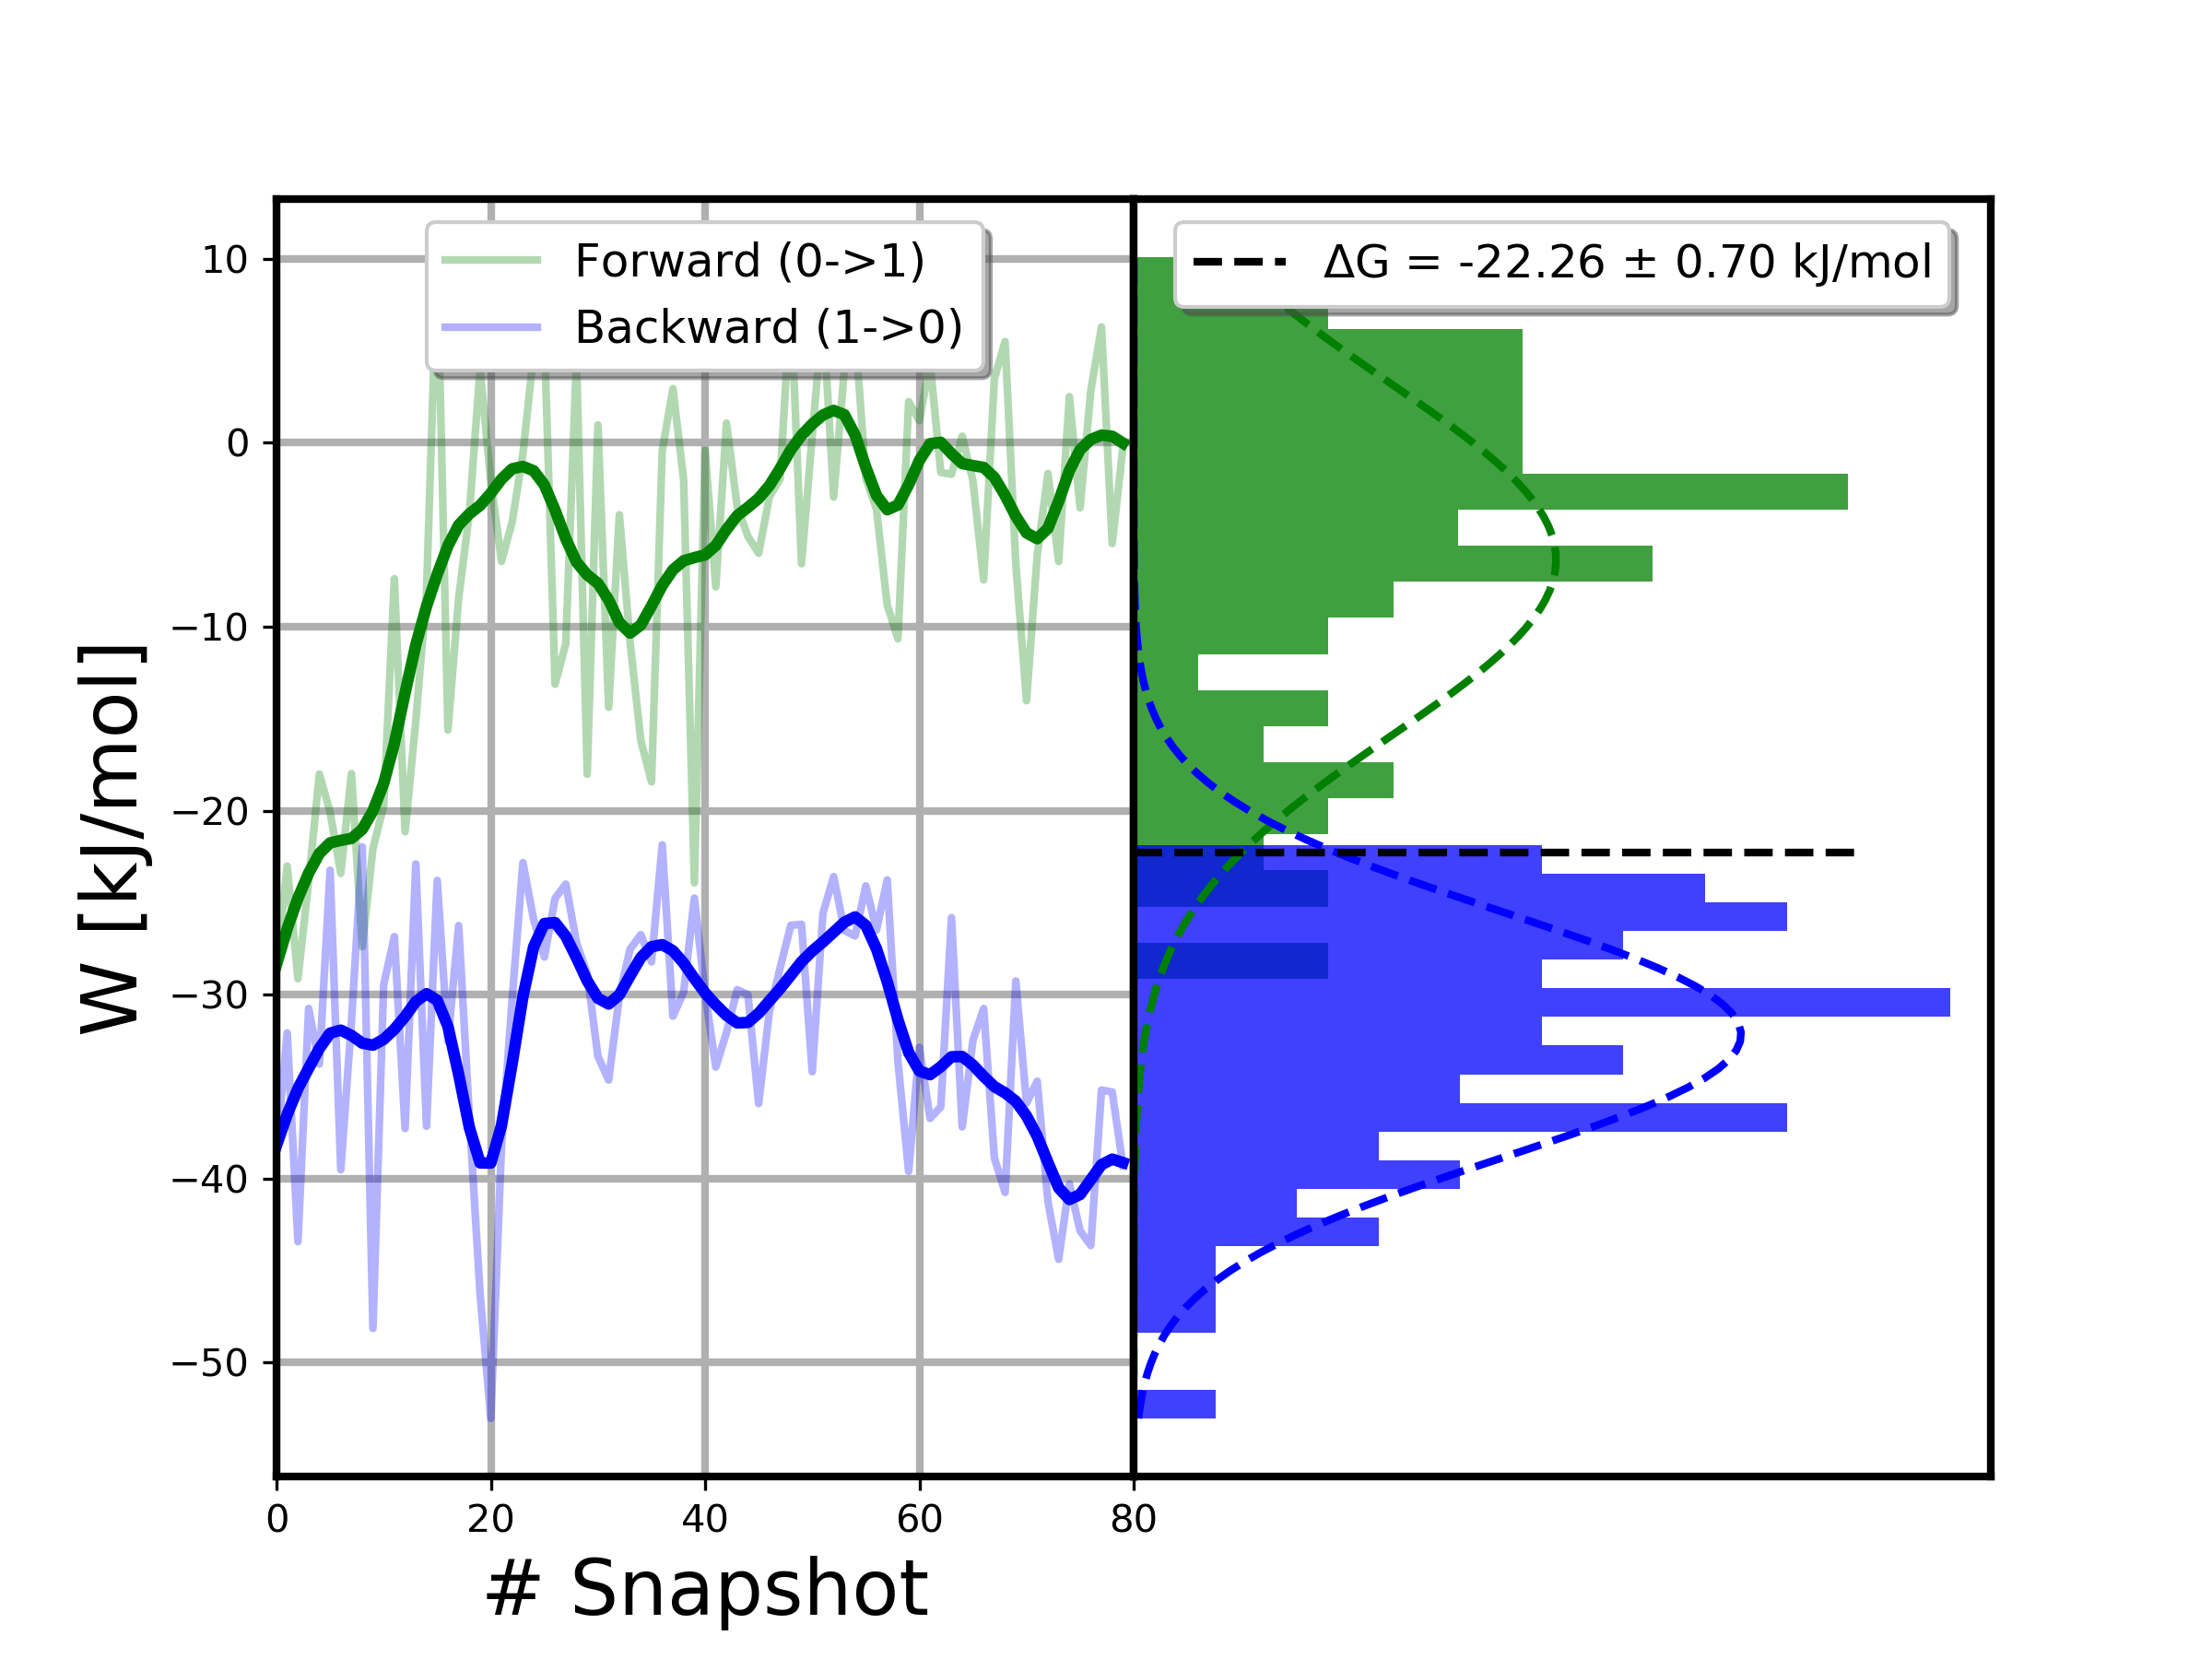 Forward (0->1)
Backward (1->0)
ΔG = -22.26 ± 0.70 kJ/mol
W [kJ/mol]
10
0
−10
−20
−30
−40
−50
0 20 40 60 80
# Snapshot